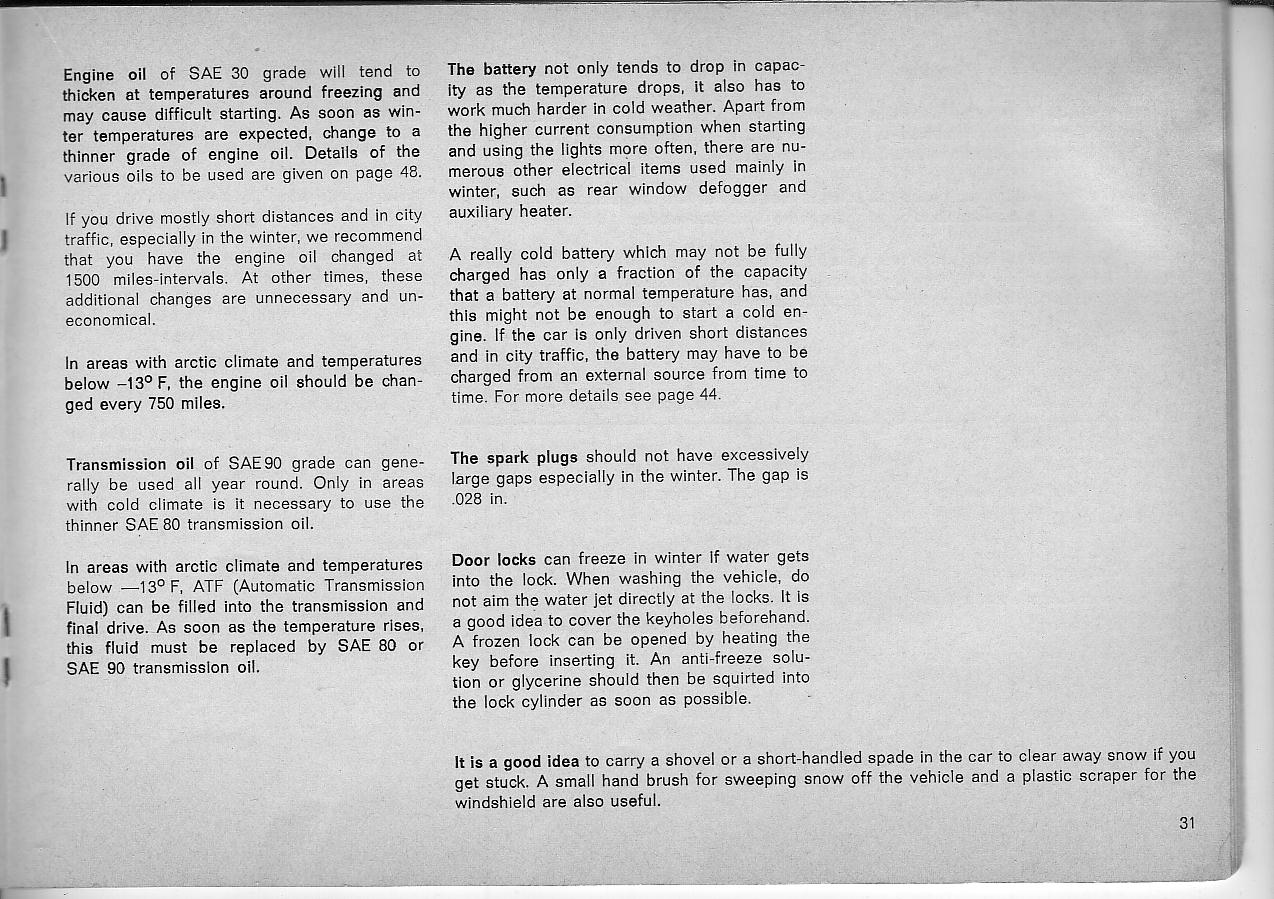 Engine oil of SAE 30 grade will tend to
thicken at temperatures around freezing and
may cause difficult starting. As soon as win-
ter temperatures are expected, change to a
thinner grade of engine oil. Details of the
various oils to be used are given on page 48.
If you drive mostly short distances and in city
traffic, especially in the winter, we recommend
that you have the engine oil changed at
1500 miles-intervals. At other times, these
additional changes are unnecessary and un-
economical.
In areas with arctic climate and temperatures
below –13° F, the engine oil should be chan-
ged every 750 miles.
Transmission oil of SAE90 grade can gene-
rally be used all year round. Only in areas
with cold climate is it necessary to use the
thinner SAE 80 transmission oil.
In areas with arctic climate and temperatures
below —13° F, ATF (Automatic Transmission
Fluid) can be filled into the transmission and
final drive. As soon as the temperature rises,
this fluid must be replaced by SAE 80 or
SAE 90 transmission oil.
The battery not only tends to drop in capac-
ity as the temperature drops, it also has to
work much harder in cold weather. Apart from
the higher current consumption when starting
and using the lights more often, there are nu-
merous other electrical items used mainly in
winter, such as rear window defogger and
auxiliary heater.
A really cold battery which may not be fully
charged has only a fraction of the capacity
that a battery at normal temperature has, and
this might not be enough to start a cold en-
gine. If the car is only driven short distances
and in city traffic, the battery may have to be
charged from an external source from time to
time. For more details see page 44.
The spark plugs should not have excessively
large gaps especially in the winter. The gap is
.028 in.
Door locks can freeze in winter if water gets
into the lock. When washing the vehicle, do
not aim the water jet directly at the locks. It is
a good idea to cover the keyholes beforehand.
A frozen lock can be opened by heating the
key before inserting it. An anti-freeze solu-
tion or glycerine should then be squirted into
the lock cylinder as soon as possible.
It is a good idea to carry a shovel or a short-handled spade in the car to clear away snow if you
get stuck. A small hand brush for sweeping snow off the vehicle and a plastic scraper for the
windshield are also useful.
31